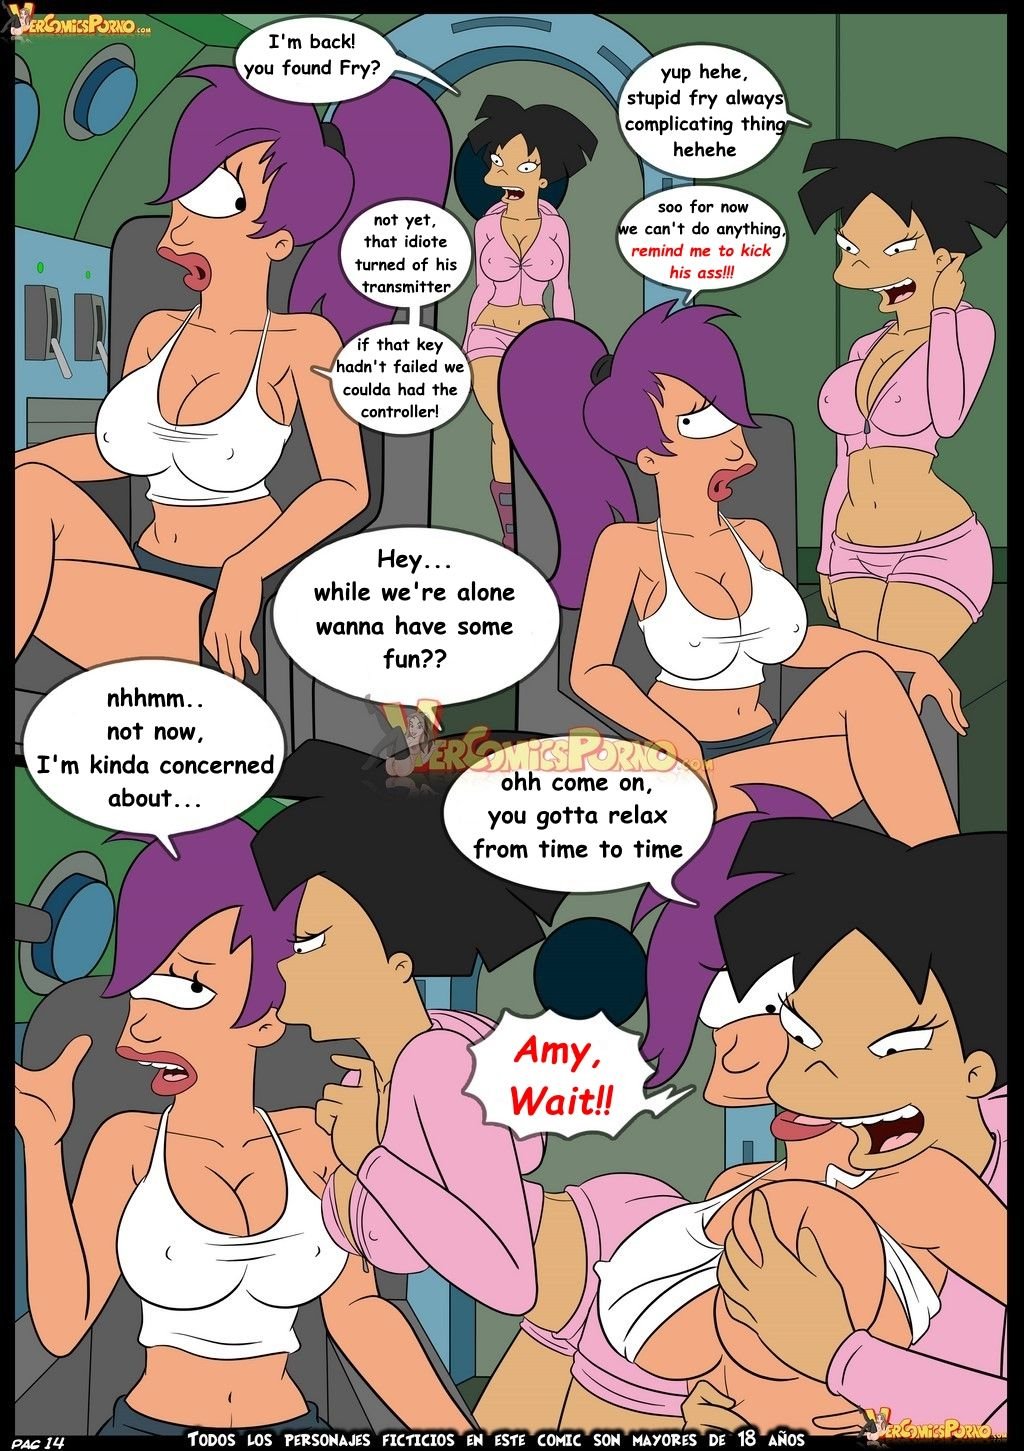 VerComicsPorno.com
I'm back!
you found Fry?
yup hehe,
stupid fry always
complicating thing
hehehe
not yet,
that idiote
turned of his
transmitter
if that key
hadn't failed we
coulda had the
controller!
soo for now
we can't do anything,
remind me to kick
his ass!!!
Hey...
while we're alone
wanna have some
fun??
nhhmm..
not now,
I'm kinda concerned
about...
VerComicsPorno.com
ohh come on,
you gotta relax
from time to time
Amy,
Wait!!
VerComicsPorno.com
PAG 14
Todos los personajes ficticios en este comic son mayores de 18 años